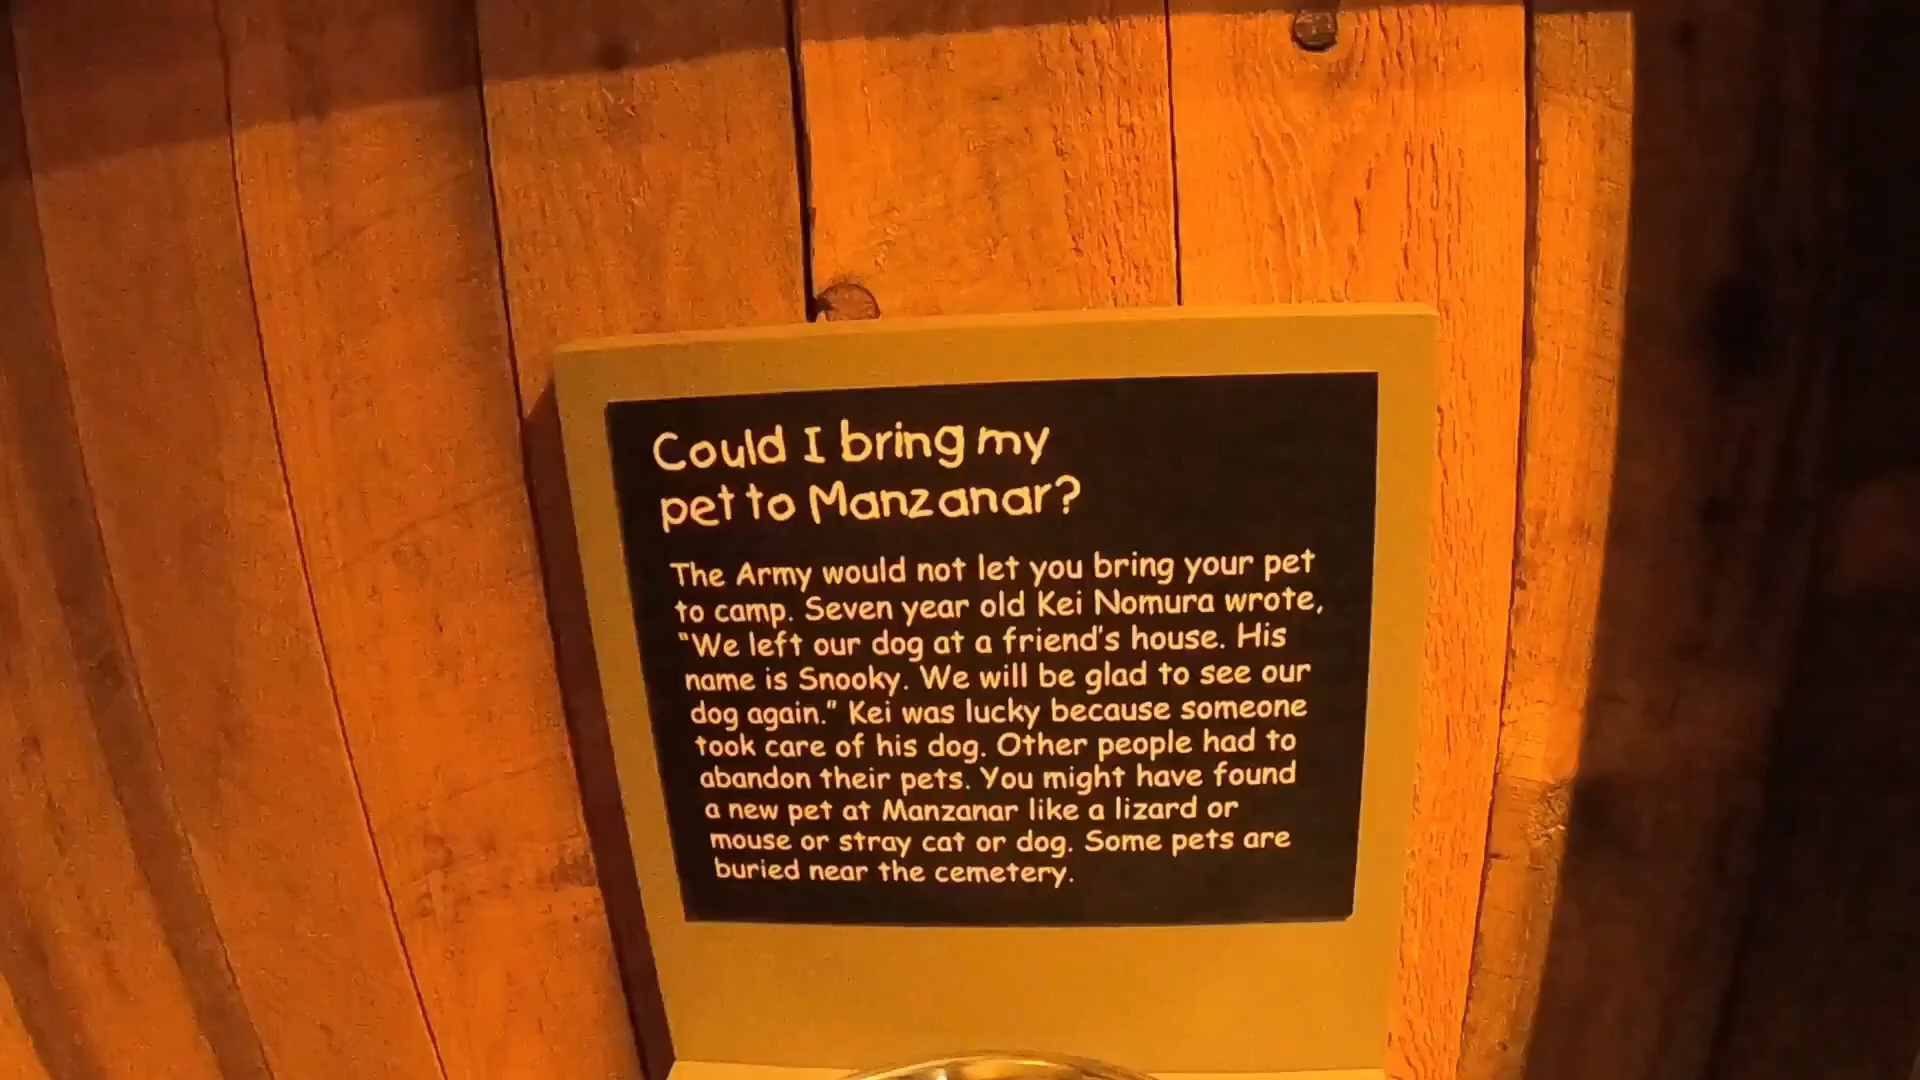 Could I bring my
pet to Manzanar?
The Army would not let you bring your pet
to camp. Seven year old Kei Nomura wrote,
"We left our dog at a friend's house. His
name is Snooky. We will be glad to see our
dog again." Kei was lucky because someone
took care of his dog. Other people had to
abandon their pets. You might have found
a new pet at Manzanar like a lizard or
mouse or stray cat or dog. Some pets are
buried near the cemetery.